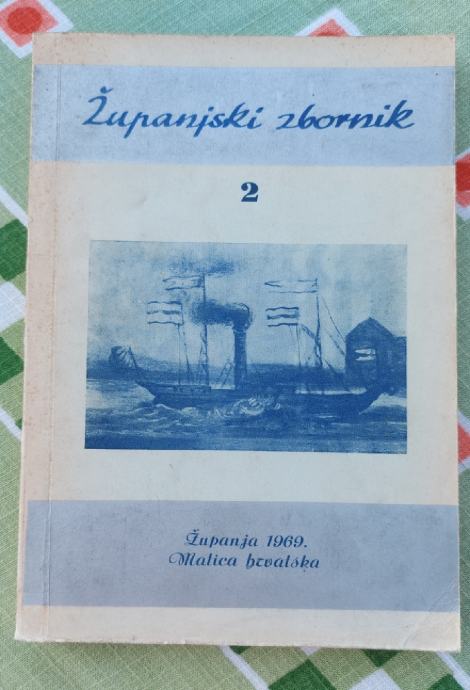 Županjski zbornik
2
Županja 1969.
Matica hrvatska